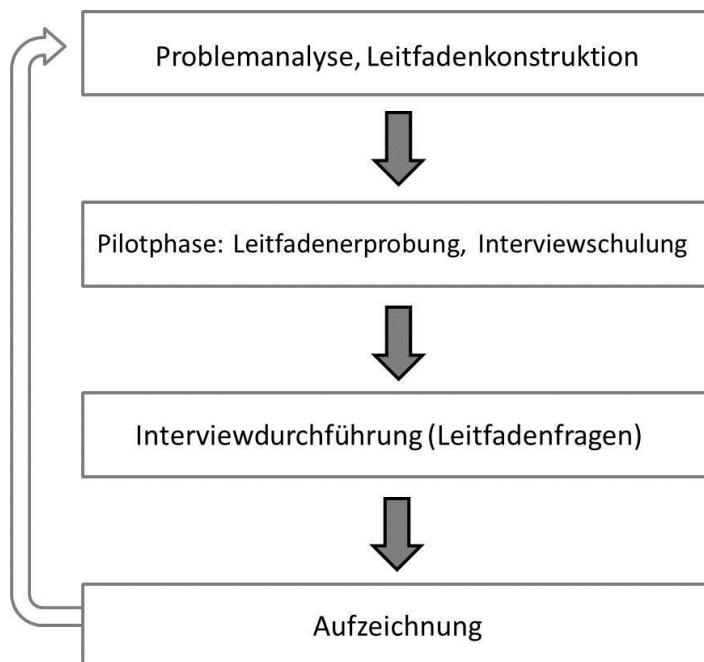 Problemanalyse, Leitfadenkonstruktion
Pilotphase: Leitfadenerprobung, Interviewschulung
Interviewdurchführung (Leitfadenfragen)
Aufzeichnung